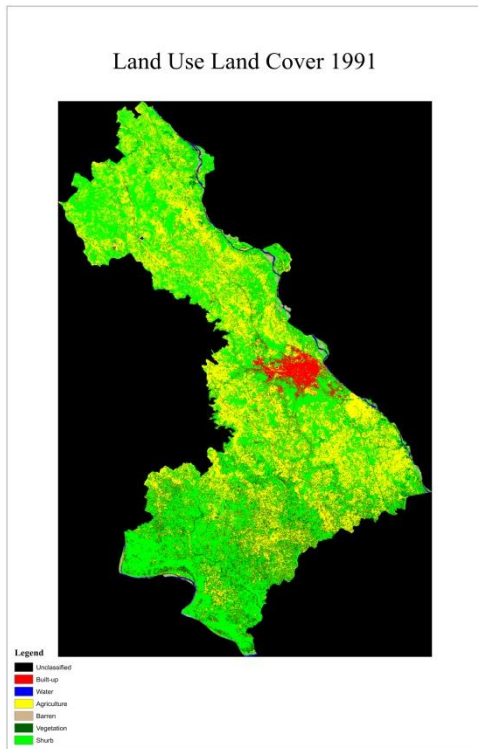 Land Use Land Cover 1991
Legend
Unclassified
Built-up
Water
Agriculture
Barren
Vegetation
Shurb